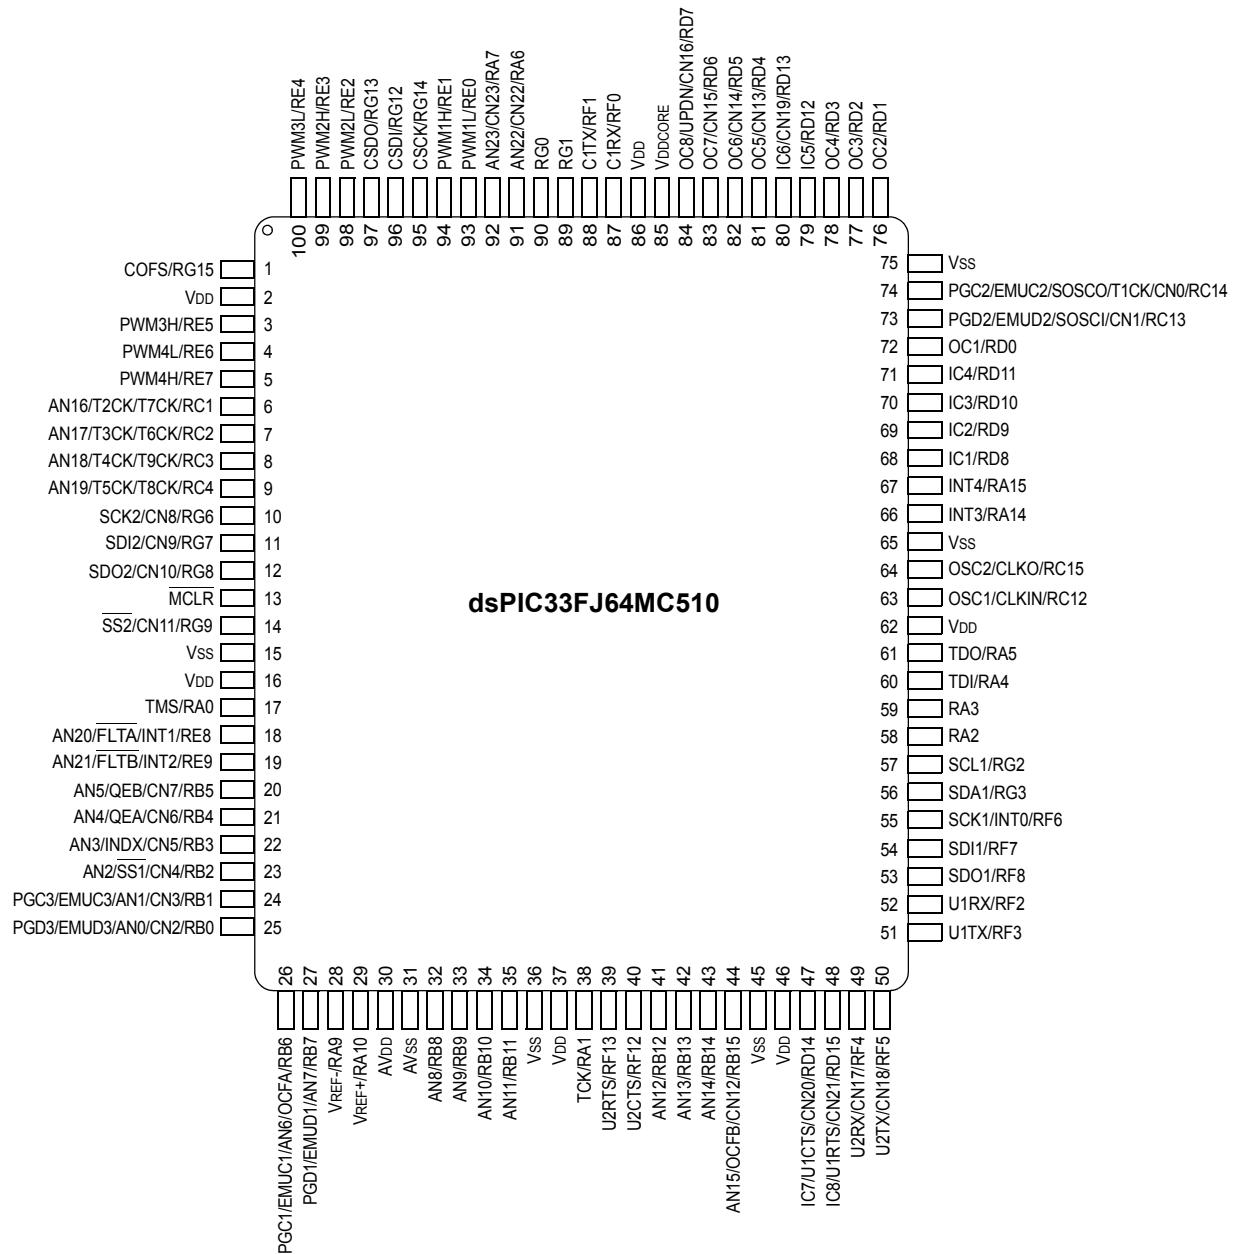 PWM3L/RE4
PWM2H/RE3
PWM2L/RE2
CSDO/RG13
CSDI/RG12
CSCK/RG14
PWM1H/RE1
PWM1L/RE0
AN23/CN23/RA7
AN22/CN22/RA6
RG0
RG1
C1TX/RF1
C1RX/RF0
VDD
VDDCORE
OC8/UPDN/CN16/RD7
OC7/CN15/RD6
OC6/CN14/RD5
OC5/CN13/RD4
IC6/CN19/RD13
IC5/RD12
OC4/RD3
OC3/RD2
OC2/RD1
100
99
98
97
96
95
94
93
92
91
90
89
88
87
86
85
84
83
82
81
80
79
78
77
76
COFS/RG15 1
VDD 2
PWM3H/RE5 3
PWM4L/RE6 4
PWM4H/RE7 5
AN16/T2CK/T7CK/RC1 6
AN17/T3CK/T6CK/RC2 7
AN18/T4CK/T9CK/RC3 8
AN19/T5CK/T8CK/RC4 9
SCK2/CN8/RG6 10
SDI2/CN9/RG7 11
SDO2/CN10/RG8 12
MCLR 13
SS2/CN11/RG9 14
VSS 15
VDD 16
TMS/RA0 17
AN20/FLTA/INT1/RE8 18
AN21/FLTB/INT2/RE9 19
AN5/QEB/CN7/RB5 20
AN4/QEA/CN6/RB4 21
AN3/INDX/CN5/RB3 22
AN2/SS1/CN4/RB2 23
PGC3/EMUC3/AN1/CN3/RB1 24
PGD3/EMUD3/AN0/CN2/RB0 25
dsPIC33FJ64MC510
75 VSS
74 PGC2/EMUC2/SOSCO/T1CK/CN0/RC14
73 PGD2/EMUD2/SOSCI/CN1/RC13
72 OC1/RD0
71 IC4/RD11
70 IC3/RD10
69 IC2/RD9
68 IC1/RD8
67 INT4/RA15
66 INT3/RA14
65 VSS
64 OSC2/CLKO/RC15
63 OSC1/CLKIN/RC12
62 VDD
61 TDO/RA5
60 TDI/RA4
59 RA3
58 RA2
57 SCL1/RG2
56 SDA1/RG3
55 SCK1/INT0/RF6
54 SDI1/RF7
53 SDO1/RF8
52 U1RX/RF2
51 U1TX/RF3
26
27
28
29
30
31
32
33
34
35
36
37
38
39
40
41
42
43
44
45
46
47
48
49
50
PGC1/EMUC1/AN6/OCFA/RB6
PGD1/EMUD1/AN7/RB7
VREF-/RA9
VREF+/RA10
AVDD
AVSS
AN8/RB8
AN9/RB9
AN10/RB10
AN11/RB11
VSS
VDD
TCK/RA1
U2RTS/RF13
U2CTS/RF12
AN12/RB12
AN13/RB13
AN14/RB14
AN15/OCFB/CN12/RB15
VSS
VDD
IC7/U1CTS/CN20/RD14
IC8/U1RTS/CN21/RD15
U2RX/CN17/RF4
U2TX/CN18/RF5